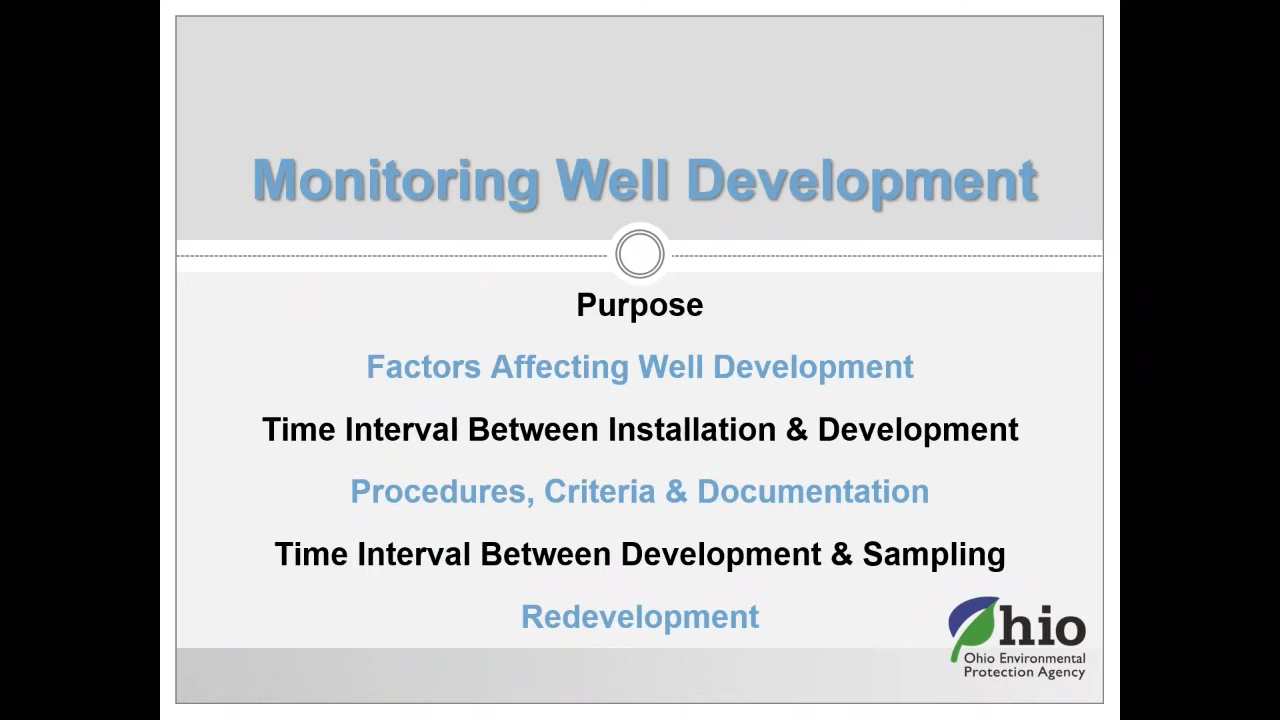 Monitoring Well Development
Purpose
Factors Affecting Well Development
Time Interval Between Installation & Development
Procedures, Criteria & Documentation
Time Interval Between Development & Sampling
Redevelopment
Ohio
Ohio Environmental
Protection Agency